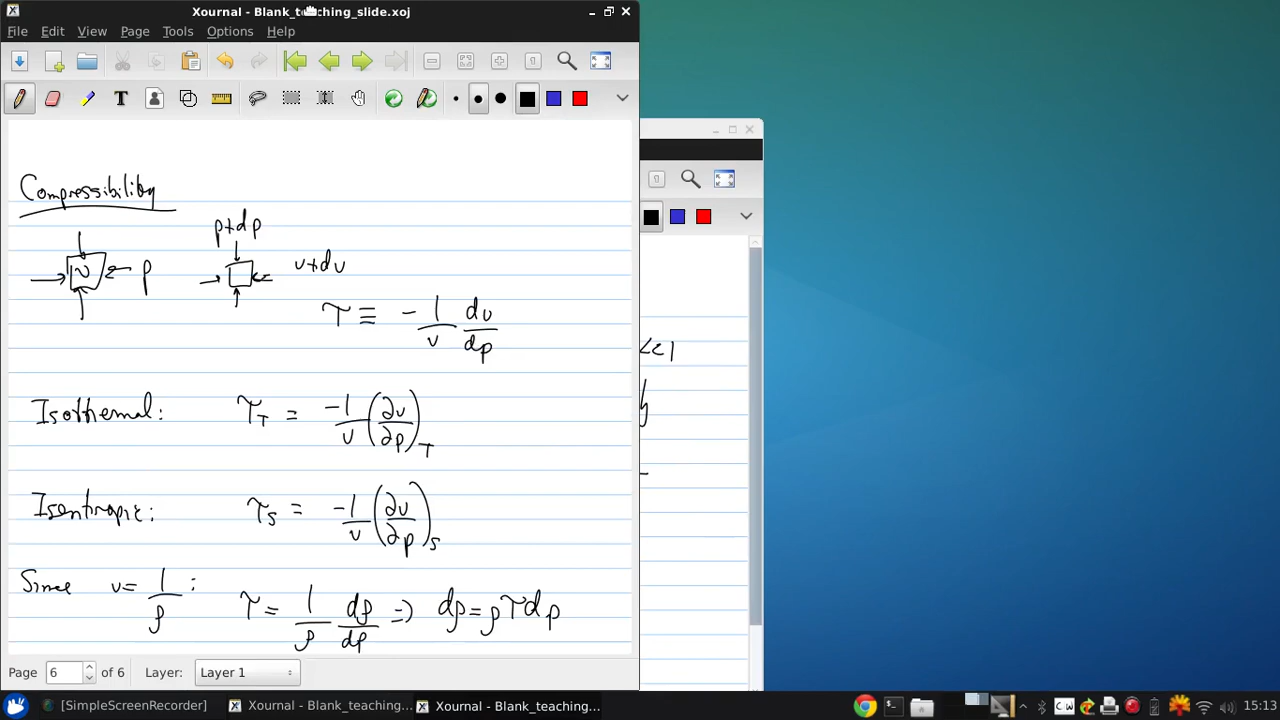 Xournal - Blank_teaching_slide.xoj
File Edit View Page Tools Options Help
Compressibility
p+dp
v
p
v+dv
τ ≡ - 1/v dv/dp
<<1
Isothermal: τ_T = -1/v (∂v/∂p)_T
Isentropic: τ_s = -1/v (∂v/∂p)_s
Since v = 1/ρ : τ = 1/ρ dρ/dp => dρ = ρτdp
Page 6 of 6 Layer: Layer 1
[SimpleScreenRecorder] Xournal - Blank_teaching... Xournal - Blank_teaching... CW 15:13